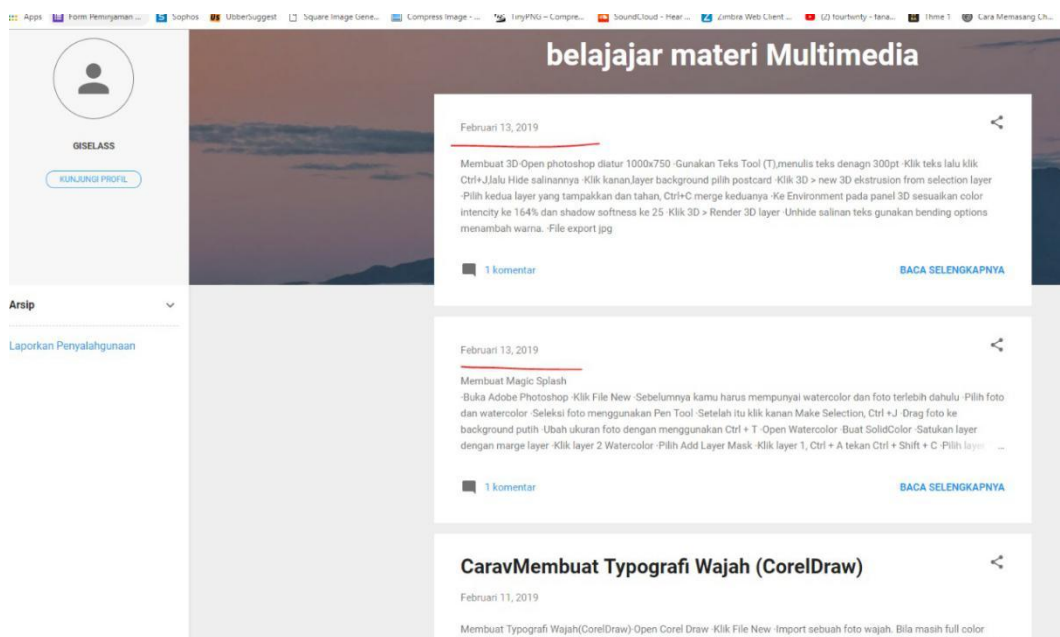 Apps
Form Peminjaman ...
Sophos
UbberSuggest
Square Image Gene...
Compress Image - ...
TinyPNG – Compre...
SoundCloud - Hear ...
Zimbra Web Client ...
(2) fourtwnty - fana...
Thme 1
Cara Memasang Ch...
belajajar materi Multimedia
GISELASS
KUNJUNGI PROFIL
Arsip
Laporkan Penyalahgunaan
Februari 13, 2019
Membuat 3D-Open photoshop diatur 1000x750 -Gunakan Teks Tool (T),menulis teks denagn 300pt -Klik teks lalu klik
Ctrl+J,lalu Hide salinannya -Klik kanan,layer background pilih postcard -Klik 3D > new 3D ekstrusion from selection layer
-Pilih kedua layer yang tampakkan dan tahan, Ctrl+C merge keduanya -Ke Environment pada panel 3D sesuaikan color
intencity ke 164% dan shadow softness ke 25 -Klik 3D > Render 3D layer -Unhide salinan teks gunakan bending options
menambah warna. -File export jpg
1 komentar
BACA SELENGKAPNYA
Februari 13, 2019
Membuat Magic Splash
-Buka Adobe Photoshop -Klik File New -Sebelumnya kamu harus mempunyai watercolor dan foto terlebih dahulu -Pilih foto
dan watercolor -Seleksi foto menggunakan Pen Tool -Setelah itu klik kanan Make Selection, Ctrl +J -Drag foto ke
background putih -Ubah ukuran foto dengan menggunakan Ctrl + T -Open Watercolor -Buat SolidColor -Satukan layer
dengan marge layer -Klik layer 2 Watercolor -Pilih Add Layer Mask -Klik layer 1, Ctrl + A tekan Ctrl + Shift + C -Pilih layer ...
1 komentar
BACA SELENGKAPNYA
CaravMembuat Typografi Wajah (CorelDraw)
Februari 11, 2019
Membuat Typografi Wajah(CorelDraw)-Open Corel Draw -Klik File New -Import sebuah foto wajah. Bila masih full color